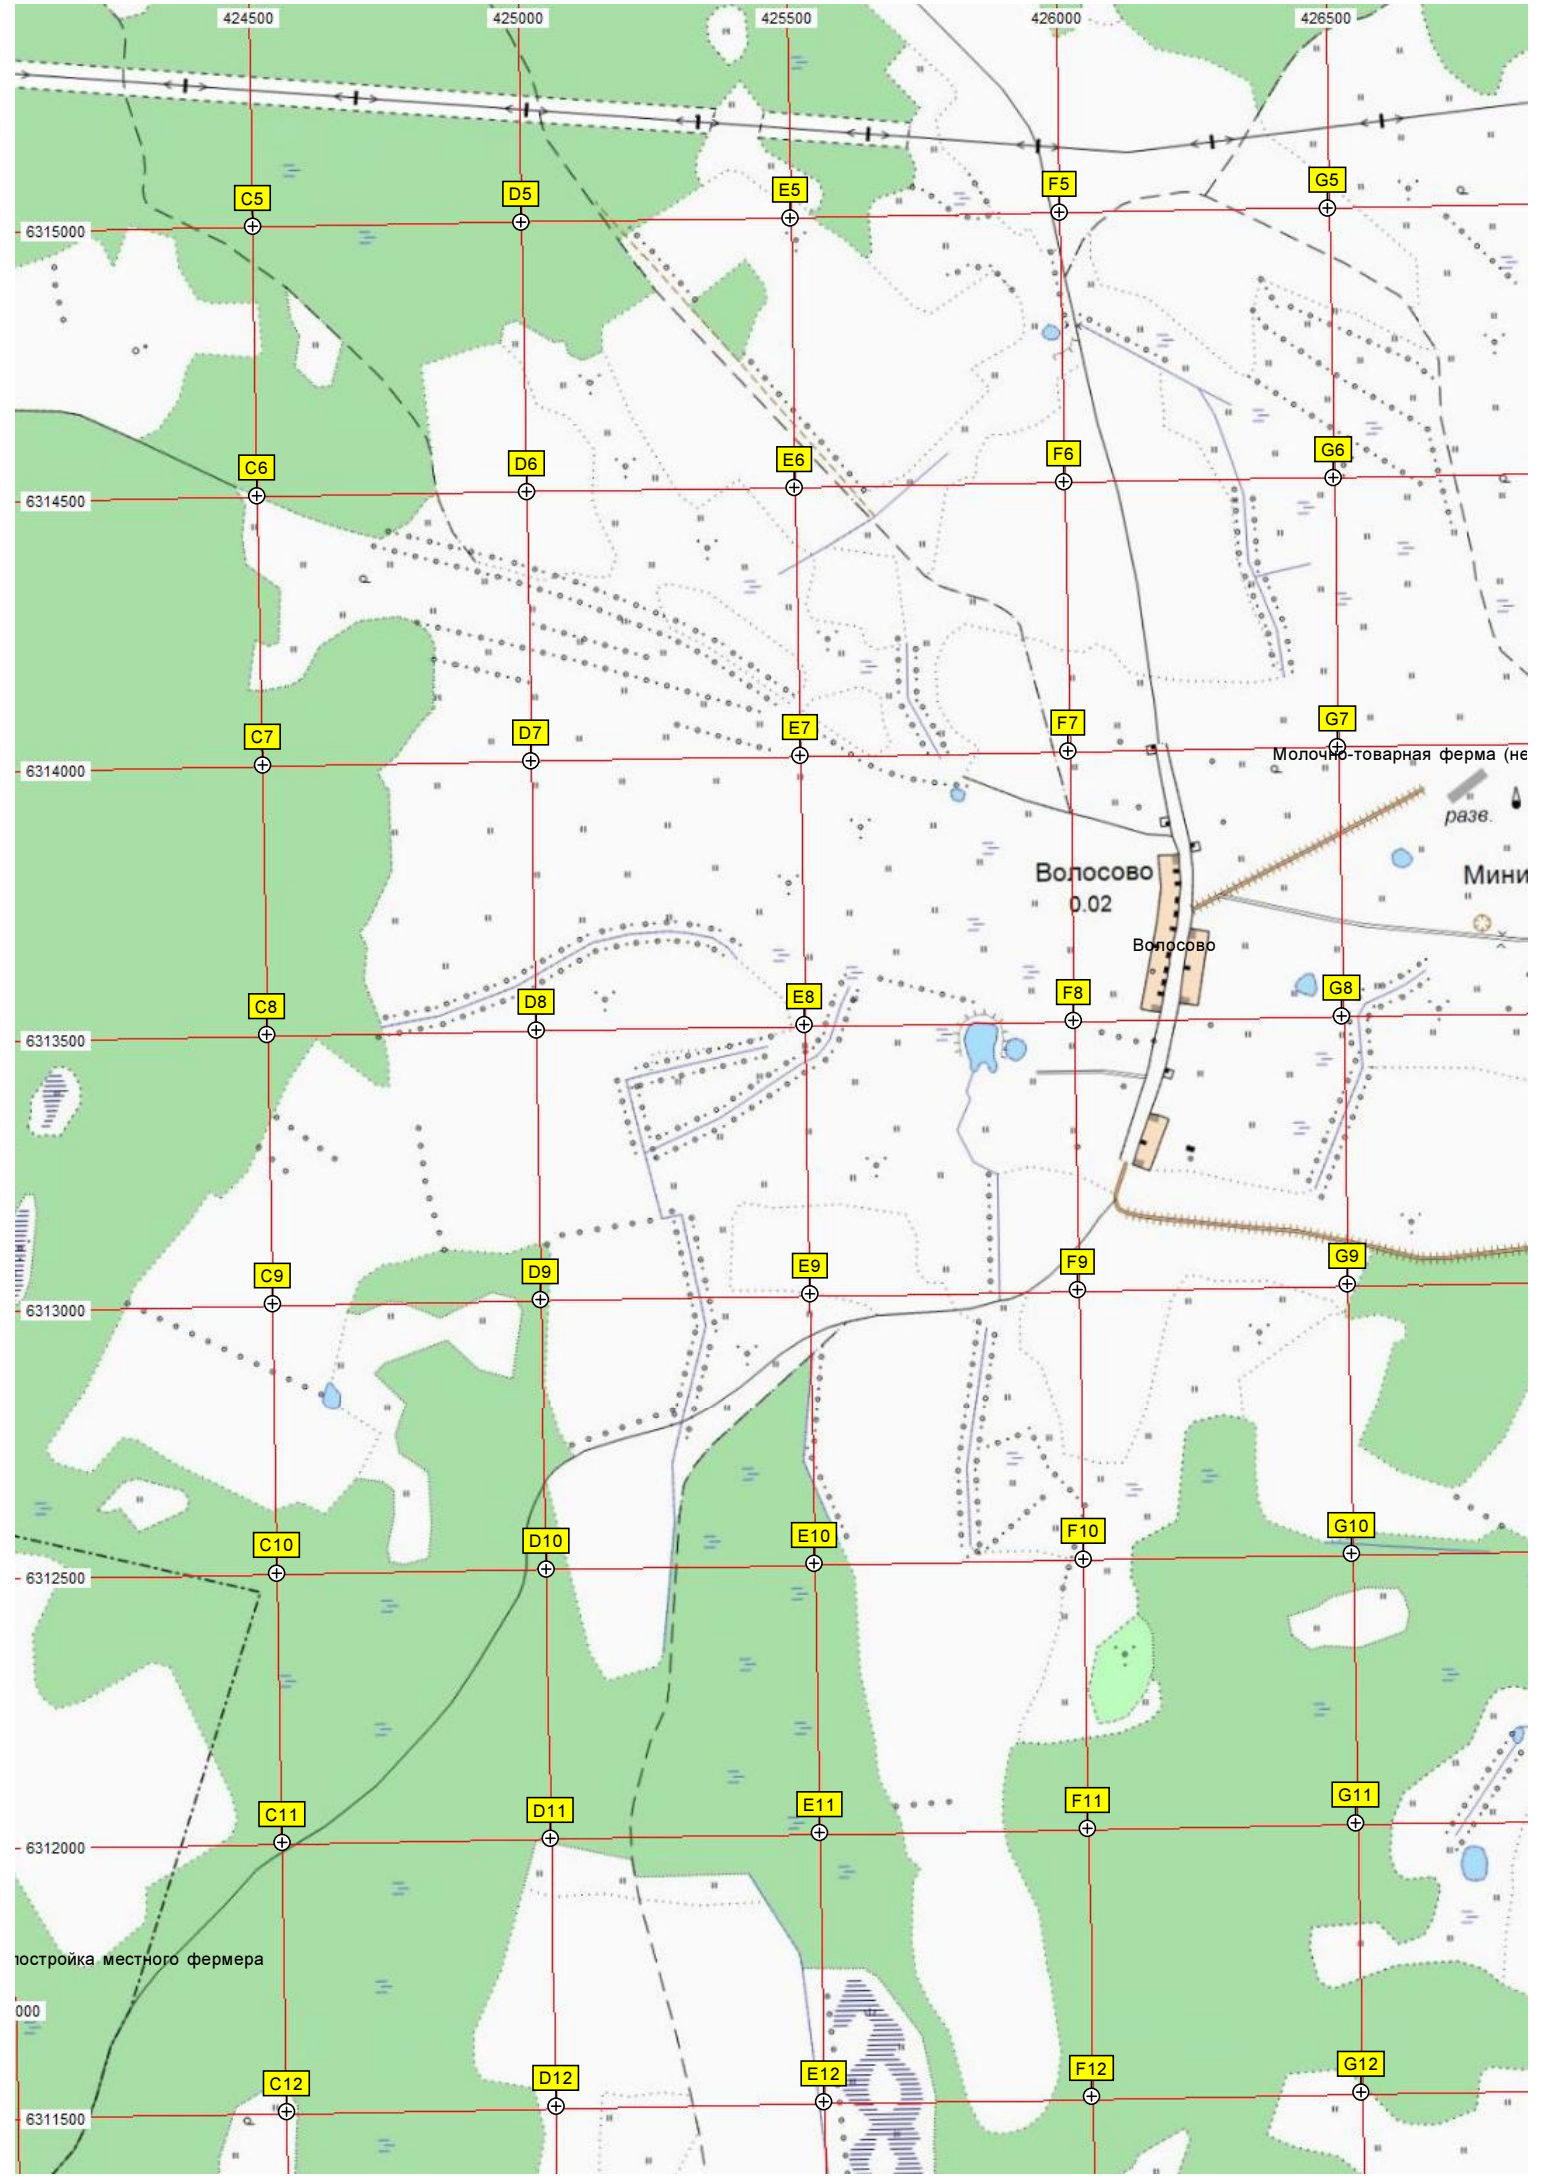 424500 425000 425500 426000 426500
C5 D5 E5 F5 G5
6315000
C6 D6 E6 F6 G6
6314500
C7 D7 E7 F7 G7
Молочно-товарная ферма (не
6314000
разв.
Волосово
0.02
Мини
Волосово
C8 D8 E8 F8 G8
6313500
C9 D9 E9 F9 G9
6313000
C10 D10 E10 F10 G10
6312500
C11 D11 E11 F11 G11
6312000
постройка местного фермера
000
C12 D12 E12 F12 G12
6311500